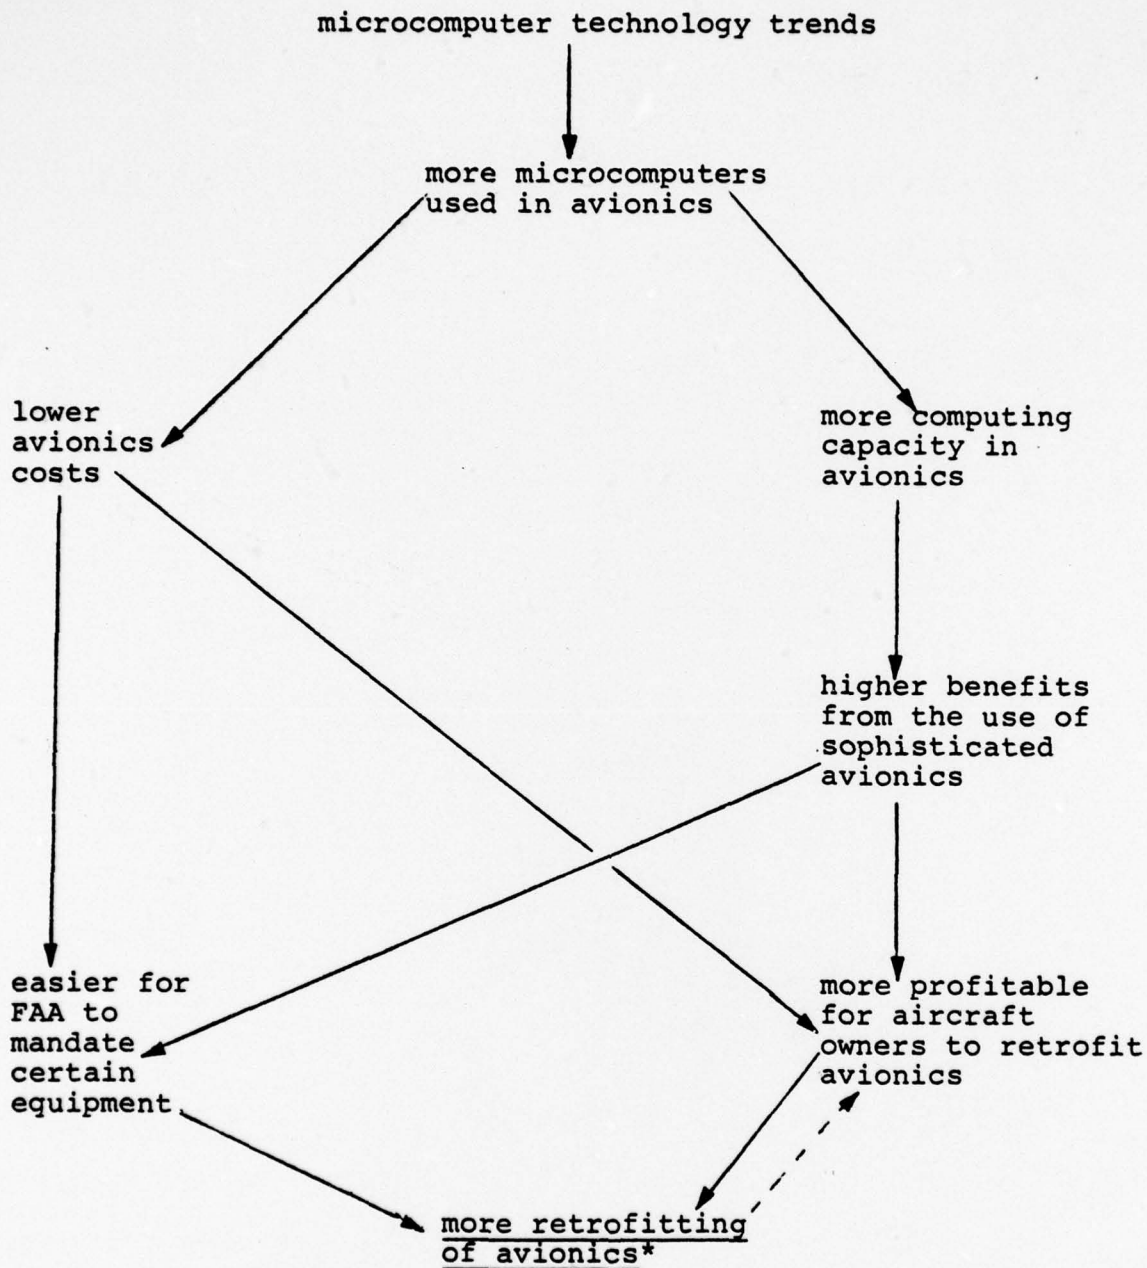 microcomputer technology trends
more microcomputers
used in avionics
lower
avionics
costs
more computing
capacity in
avionics
higher benefits
from the use of
sophisticated
avionics
easier for
FAA to
mandate
certain
equipment
more profitable
for aircraft
owners to retrofit
avionics
more retrofitting
of avionics*